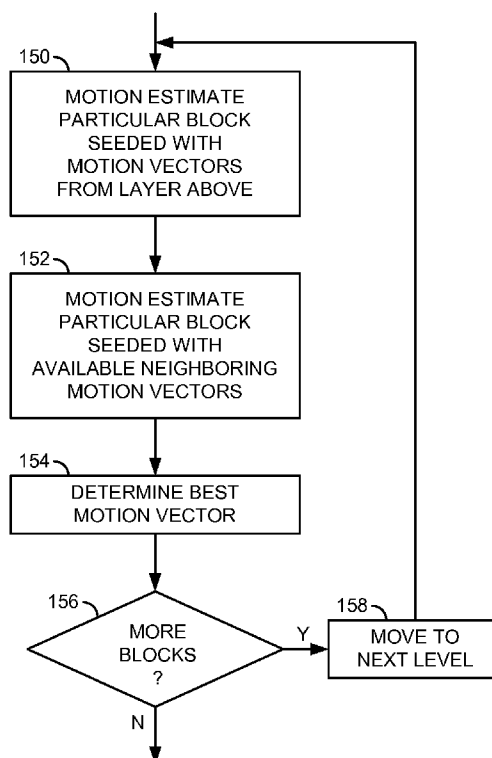 150
MOTION ESTIMATE
PARTICULAR BLOCK
SEEDED WITH
MOTION VECTORS
FROM LAYER ABOVE
152
MOTION ESTIMATE
PARTICULAR BLOCK
SEEDED WITH
AVAILABLE NEIGHBORING
MOTION VECTORS
154
DETERMINE BEST
MOTION VECTOR
156
MORE
BLOCKS
?
Y
N
158
MOVE TO
NEXT LEVEL